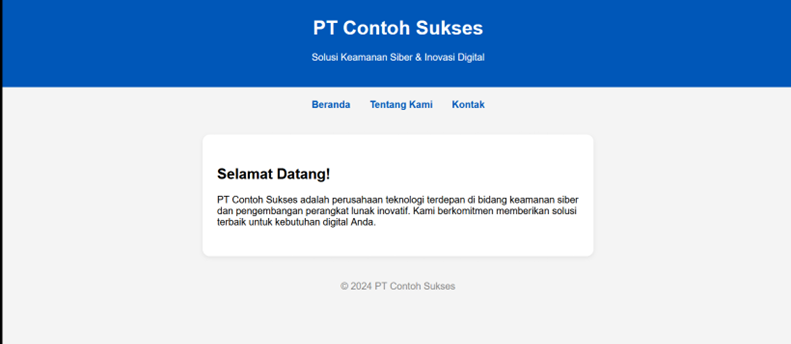 PT Contoh Sukses
Solusi Keamanan Siber & Inovasi Digital
Beranda Tentang Kami Kontak
Selamat Datang!
PT Contoh Sukses adalah perusahaan teknologi terdepan di bidang keamanan siber
dan pengembangan perangkat lunak inovatif. Kami berkomitmen memberikan solusi
terbaik untuk kebutuhan digital Anda.
© 2024 PT Contoh Sukses